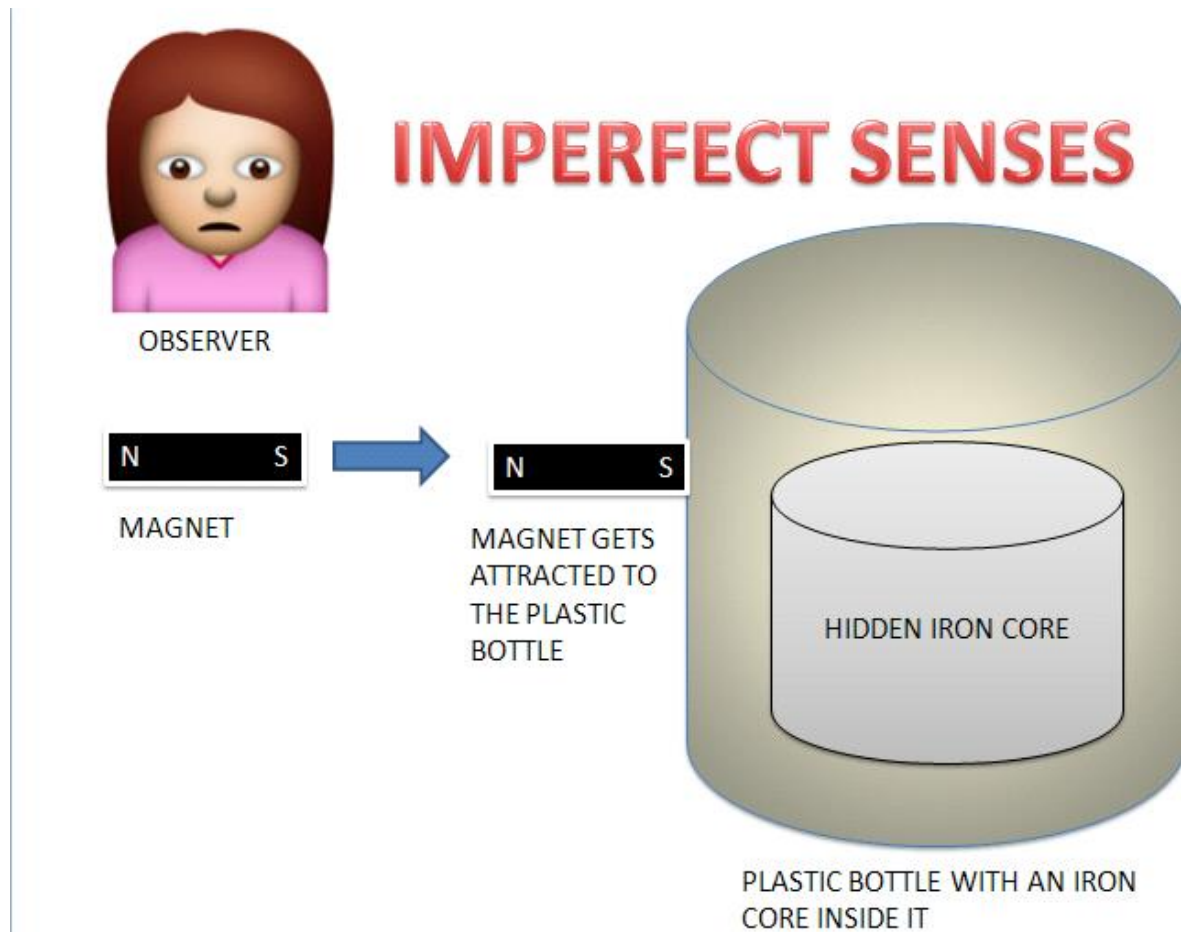 IMPERFECT SENSES
OBSERVER
N S
MAGNET
N S
MAGNET GETS
ATTRACTED TO
THE PLASTIC
BOTTLE
HIDDEN IRON CORE
PLASTIC BOTTLE WITH AN IRON
CORE INSIDE IT